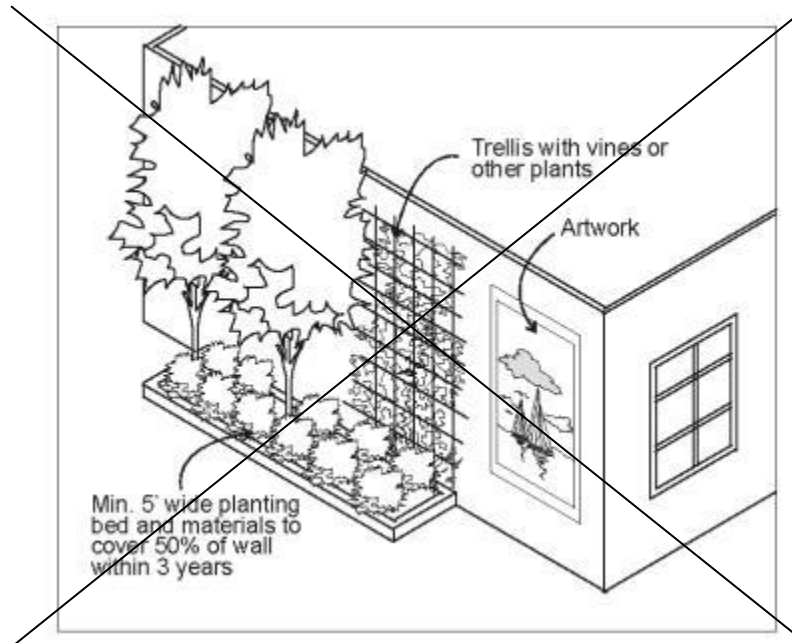 Trellis with vines or
other plants
Artwork
Min. 5' wide planting
bed and materials to
cover 50% of wall
within 3 years